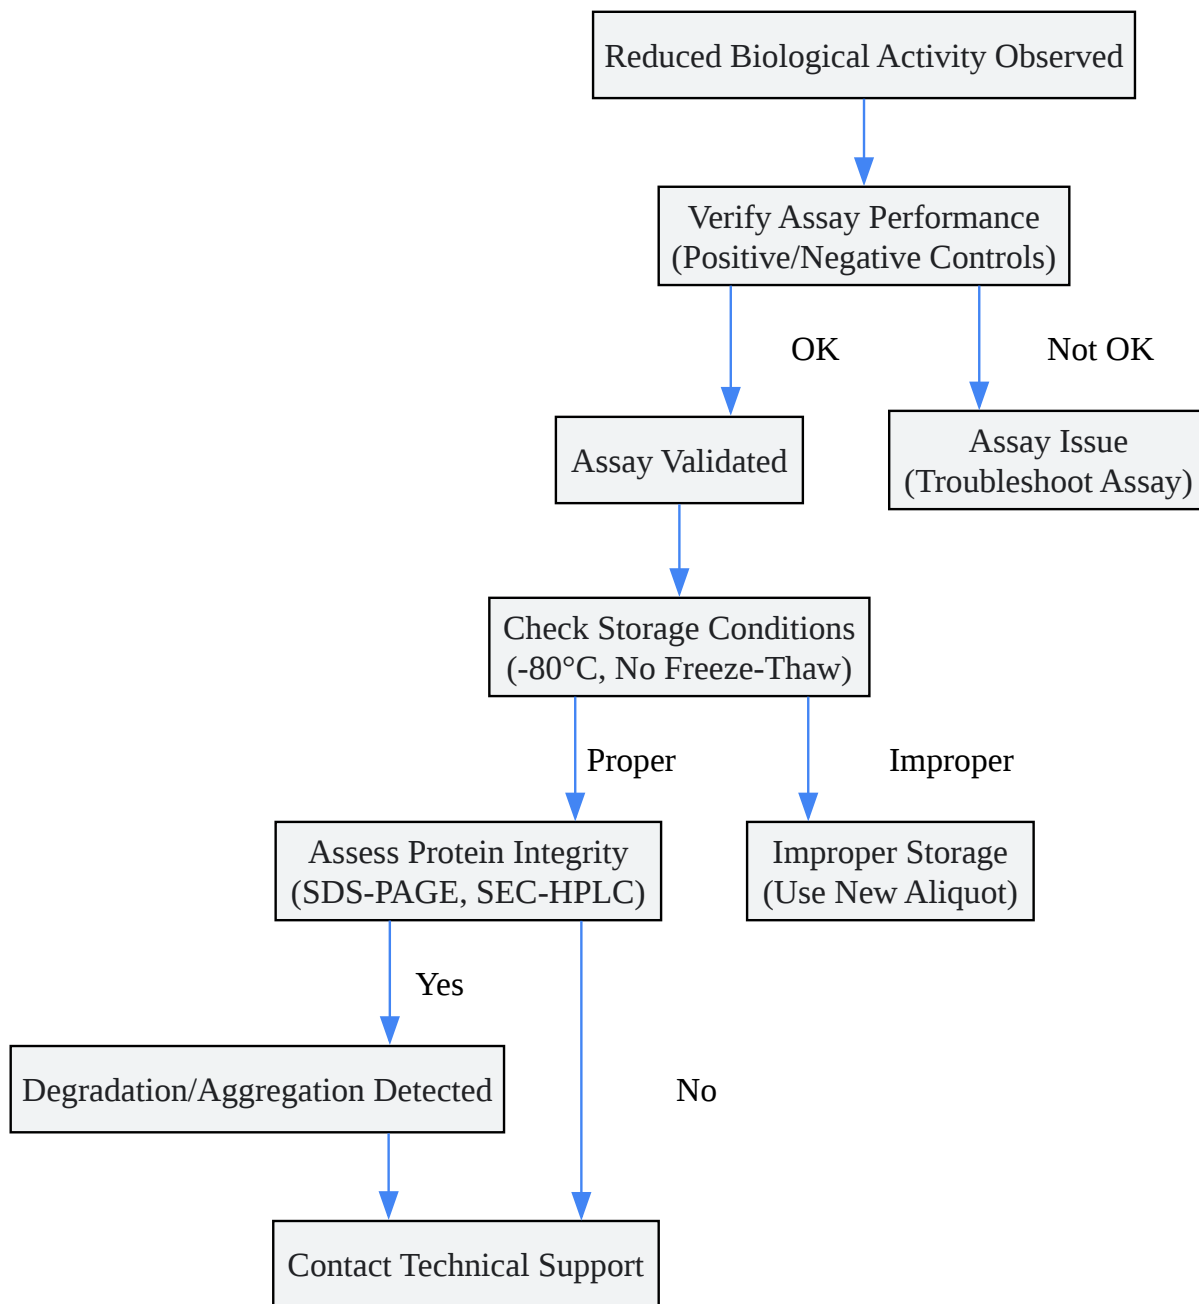 Reduced Biological Activity Observed
Verify Assay Performance
(Positive/Negative Controls)
OK
Not OK
Assay Validated
Assay Issue
(Troubleshoot Assay)
Check Storage Conditions
(-80°C, No Freeze-Thaw)
Proper
Improper
Assess Protein Integrity
(SDS-PAGE, SEC-HPLC)
Improper Storage
(Use New Aliquot)
Yes
Degradation/Aggregation Detected
No
Contact Technical Support